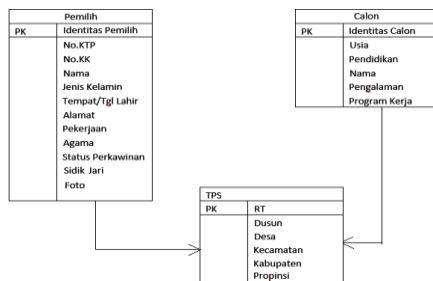 Pemilih
PK Identitas Pemilih
No.KTP
No.KK
Nama
Jenis Kelamin
Tempat/Tgl Lahir
Alamat
Pekerjaan
Agama
Status Perkawinan
Sidik Jari
Foto
Calon
PK Identitas Calon
Usia
Pendidikan
Nama
Pengalaman
Program Kerja
TPS
PK RT
Dusun
Desa
Kecamatan
Kabupaten
Propinsi